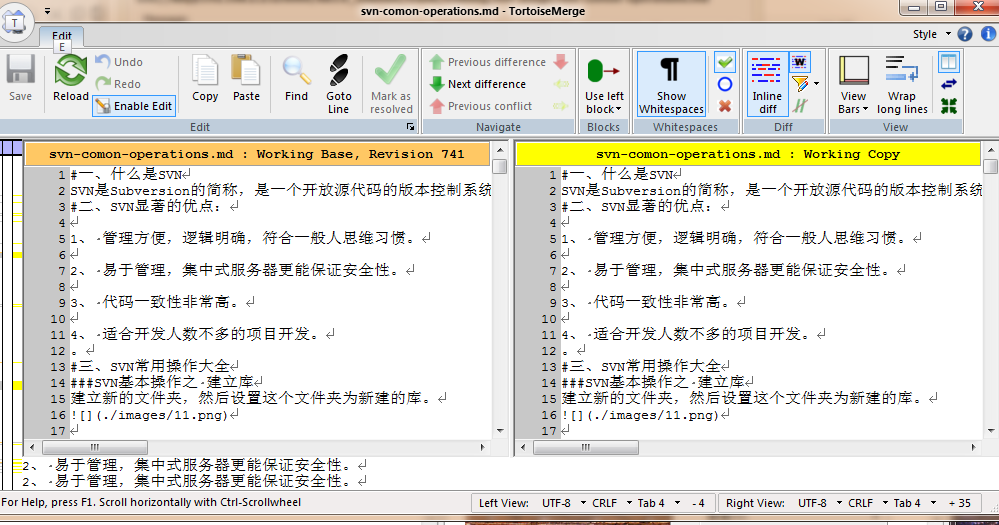 svn-comon-operations.md - TortoiseMerge
T
Edit
E
Style
Save
Reload
Undo
Redo
Enable Edit
Copy
Paste
Find
Goto Line
Mark as resolved
Edit
Previous difference
Next difference
Previous conflict
Navigate
Use left block
Blocks
Show Whitespaces
Whitespaces
Inline diff
W
Diff
View Bars
Wrap long lines
View
svn-comon-operations.md : Working Base, Revision 741
1 #一、什么是SVN
2 SVN是Subversion的简称，是一个开放源代码的版本控制系统
3 #二、SVN显著的优点：
4
5 1、·管理方便，逻辑明确，符合一般人思维习惯。
6
7 2、·易于管理，集中式服务器更能保证安全性。
8
9 3、·代码一致性非常高。
10
11 4、·适合开发人数不多的项目开发。
12 。
13 #三、SVN常用操作大全
14 ###SVN基本操作之·建立库
15 建立新的文件夹，然后设置这个文件夹为新建的库。
16 ![](./images/11.png)
17
svn-comon-operations.md : Working Copy
1 #一、什么是SVN
2 SVN是Subversion的简称，是一个开放源代码的版本控制系统
3 #二、SVN显著的优点：
4
5 1、·管理方便，逻辑明确，符合一般人思维习惯。
6
7 2、·易于管理，集中式服务器更能保证安全性。
8
9 3、·代码一致性非常高。
10
11 4、·适合开发人数不多的项目开发。
12 。
13 #三、SVN常用操作大全
14 ###SVN基本操作之·建立库
15 建立新的文件夹，然后设置这个文件夹为新建的库。
16 ![](./images/11.png)
17
2、·易于管理，集中式服务器更能保证安全性。
2、·易于管理，集中式服务器更能保证安全性。
For Help, press F1. Scroll horizontally with Ctrl-Scrollwheel
Left View: UTF-8 CRLF Tab 4 - 4
Right View: UTF-8 CRLF Tab 4 + 35